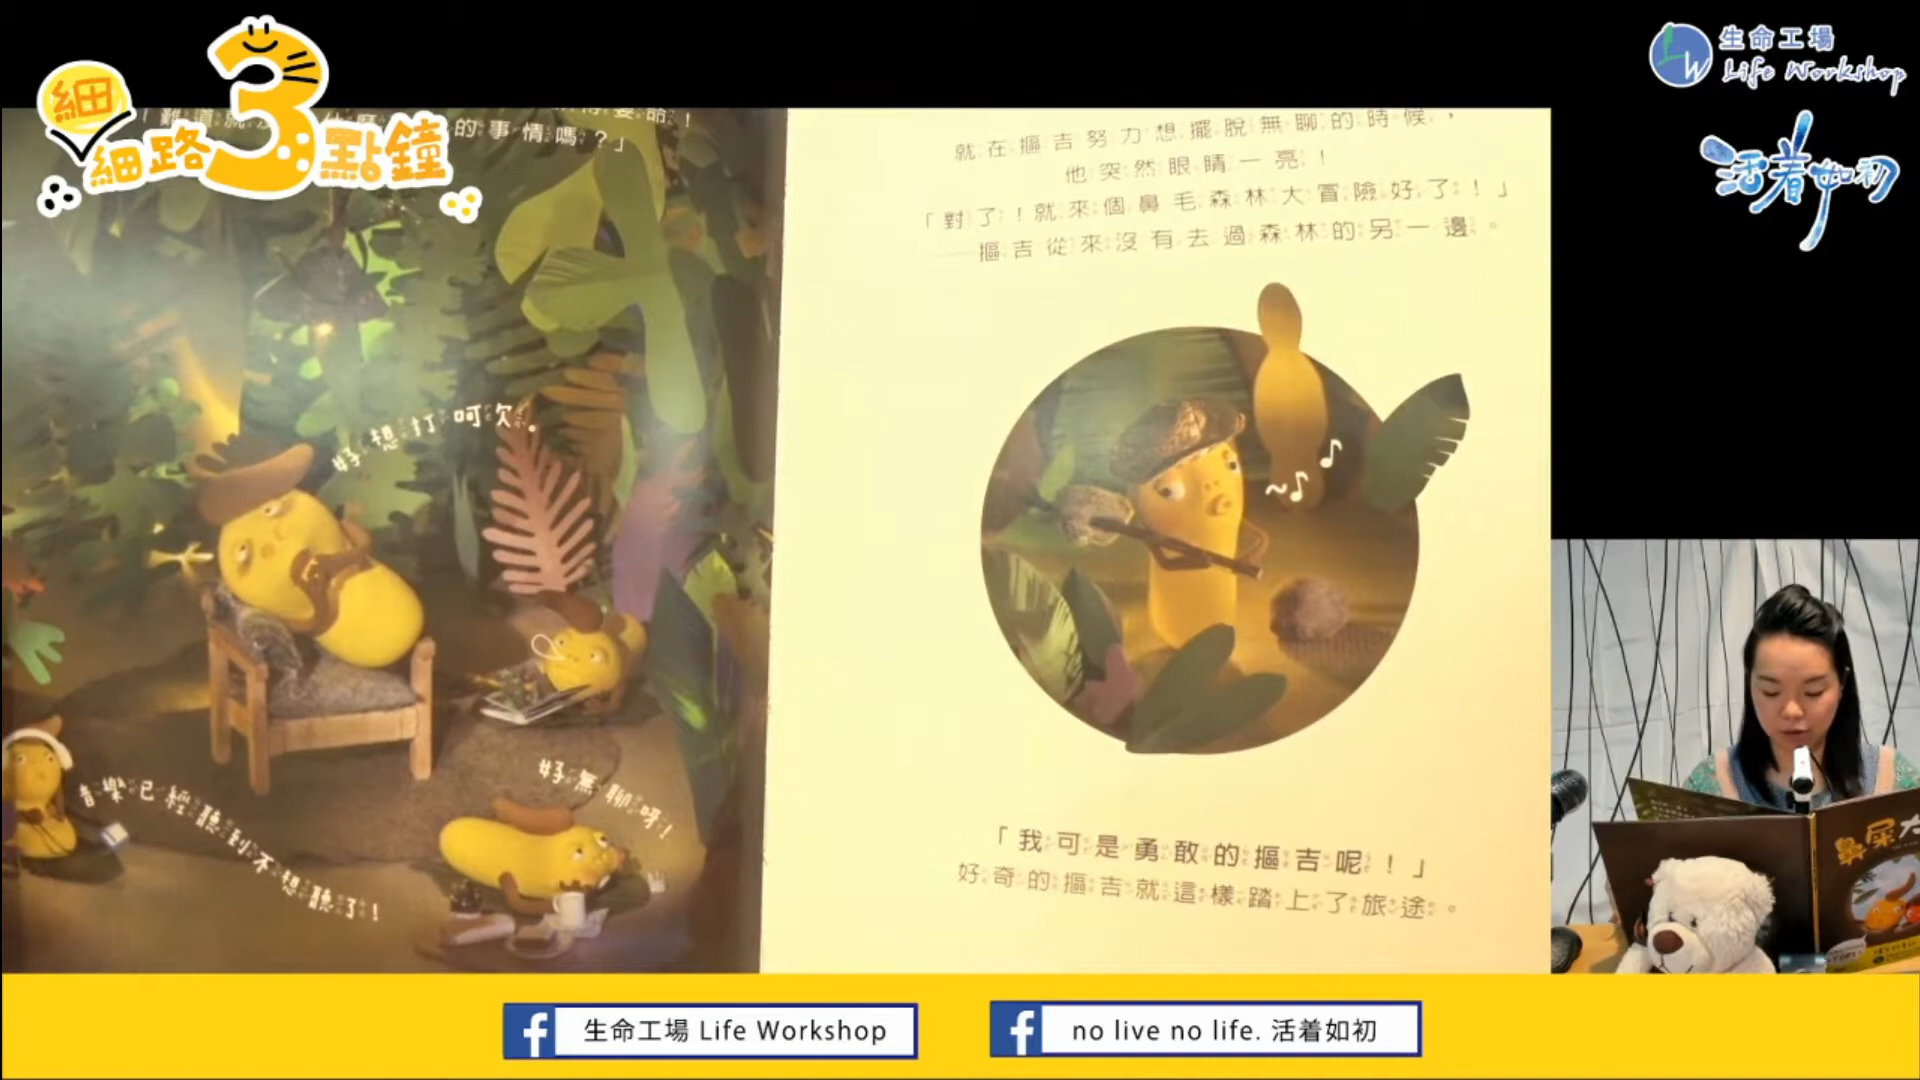 細
細路3點鐘
生命工場
Life Workshop
活着如初
的事情嗎？」
好想打呵欠。
音樂已經聽到不想聽了！
好無聊呀！
就在摳吉努力想擺脫無聊的時候，
他突然眼睛一亮！
「對了！就來個鼻毛森林大冒險好了！」
──摳吉從來沒有去過森林的另一邊。
「我可是勇敢的摳吉呢！」
好奇的摳吉就這樣踏上了旅途。
鼻屎大
生命工場 Life Workshop
no live no life. 活着如初